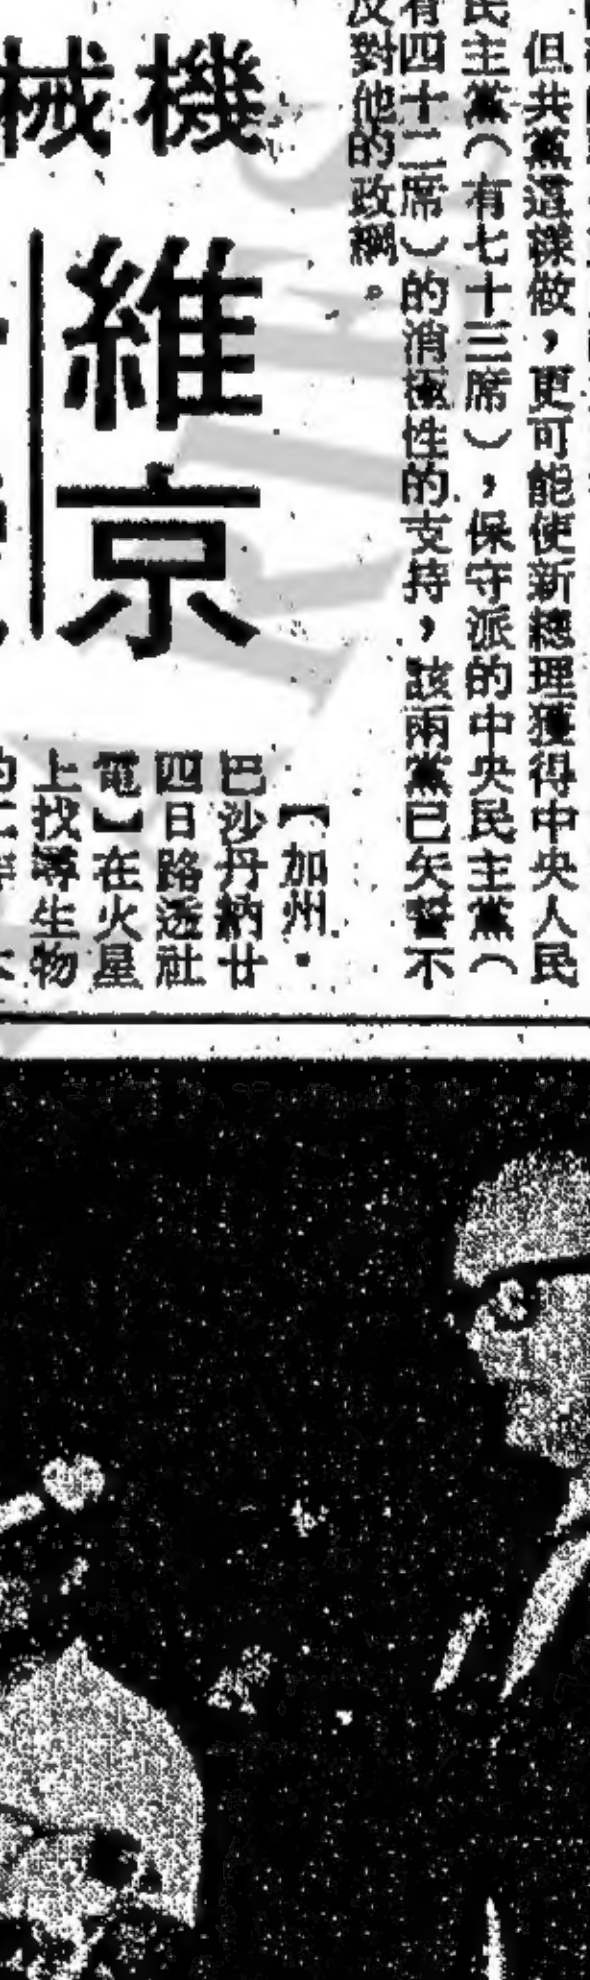 但共黨這樣做，更可能使新總理獲得中央人民
民主黨（有七十三席），保守派的中央民主黨（
有四十二席）的消極性的支持，該兩黨已矢誓不
反對他的政綱。
機械
維京
【加州·
巴沙丹納廿
四日路透社
電】在火星
上找尋生物